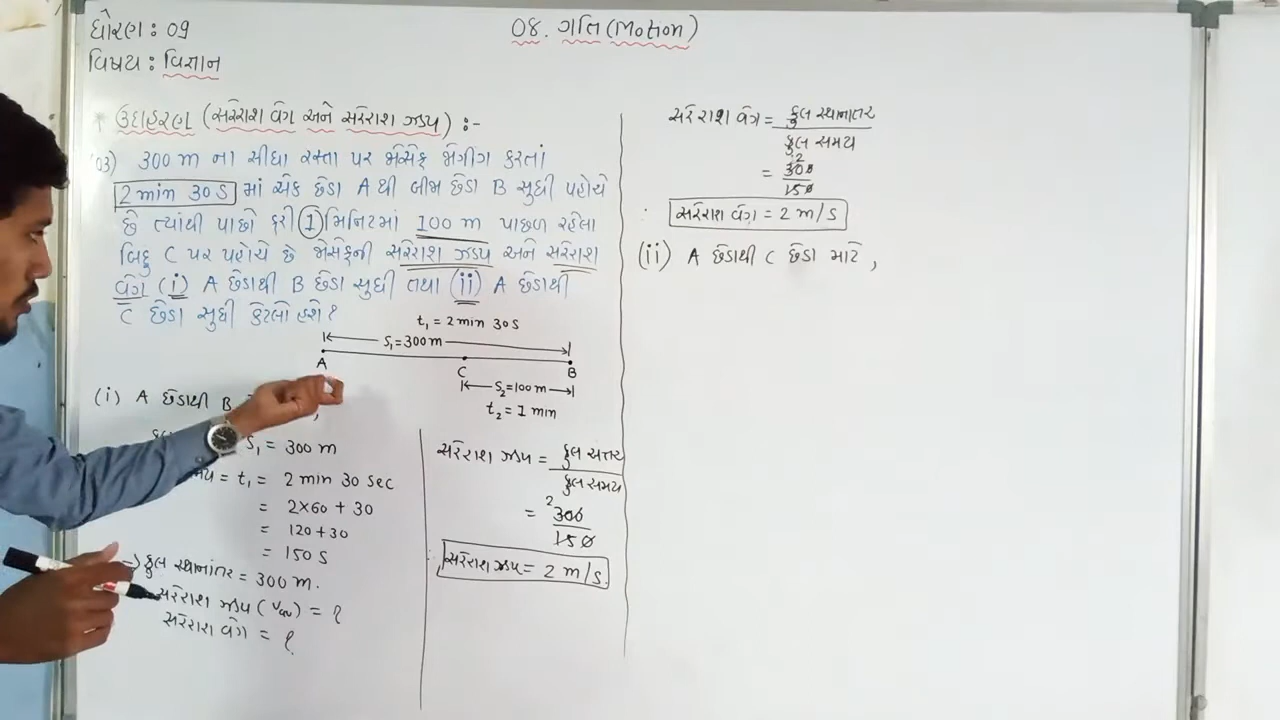 ધોરણ : 09
વિષય : વિજ્ઞાન
08. ગતિ (Motion)
* ઉદાહરણ (સરેરાશ વેગ અને સરેરાશ ઝડપ) :-
03) 300 m ના સીધા રસ્તા પર જોસેફ જોગીંગ કરતાં
2 min 30 S માં એક છેડા A થી બીજા છેડા B સુધી પહોંચે
છે ત્યાંથી પાછો ફરી 1 મિનિટમાં 100 m પાછળ રહેલા
બિંદુ C પર પહોચે છે જોસેફની સરેરાશ ઝડપ અને સરેરાશ
વેગ (i) A છેડાથી B છેડા સુધી તથા (ii) A છેડાથી
C છેડા સુધી કેટલો હશે?
t₁ = 2 min 30 S
S₁ = 300 m
A C B
S₂ = 100 m
t₂ = 1 min
(i) A છેડાથી B
S₁ = 300 m
= t₁ = 2 min 30 Sec
= 2×60 + 30
= 120 + 30
= 150 S
→ કુલ સ્થાનાંતર = 300 m.
સરેરાશ ઝડપ (Vav) = ?
સરેરાશ વેગ = ?
સરેરાશ ઝડપ = કુલ અંતર
કુલ સમય
2
= 300
150
∴ સરેરાશ ઝડપ = 2 m/s.
સરેરાશ વેગ = કુલ સ્થાનાંતર
કુલ સમય
2
= 300
150
∴ સરેરાશ વેગ = 2 m/s
(ii) A છેડાથી C છેડા માટે,